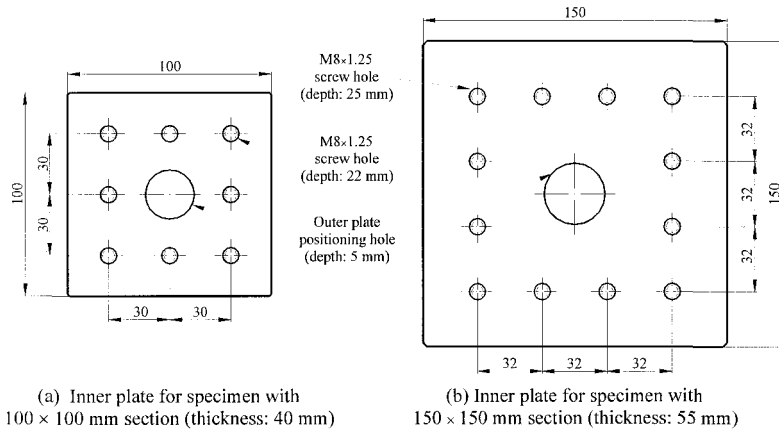 100
100
30
30
30
30
M8×1.25
screw hole
(depth: 25 mm)
M8×1.25
screw hole
(depth: 22 mm)
Outer plate
positioning hole
(depth: 5 mm)
150
150
32
32
32
32
32
32
(a) Inner plate for specimen with
100 × 100 mm section (thickness: 40 mm)
(b) Inner plate for specimen with
150 × 150 mm section (thickness: 55 mm)